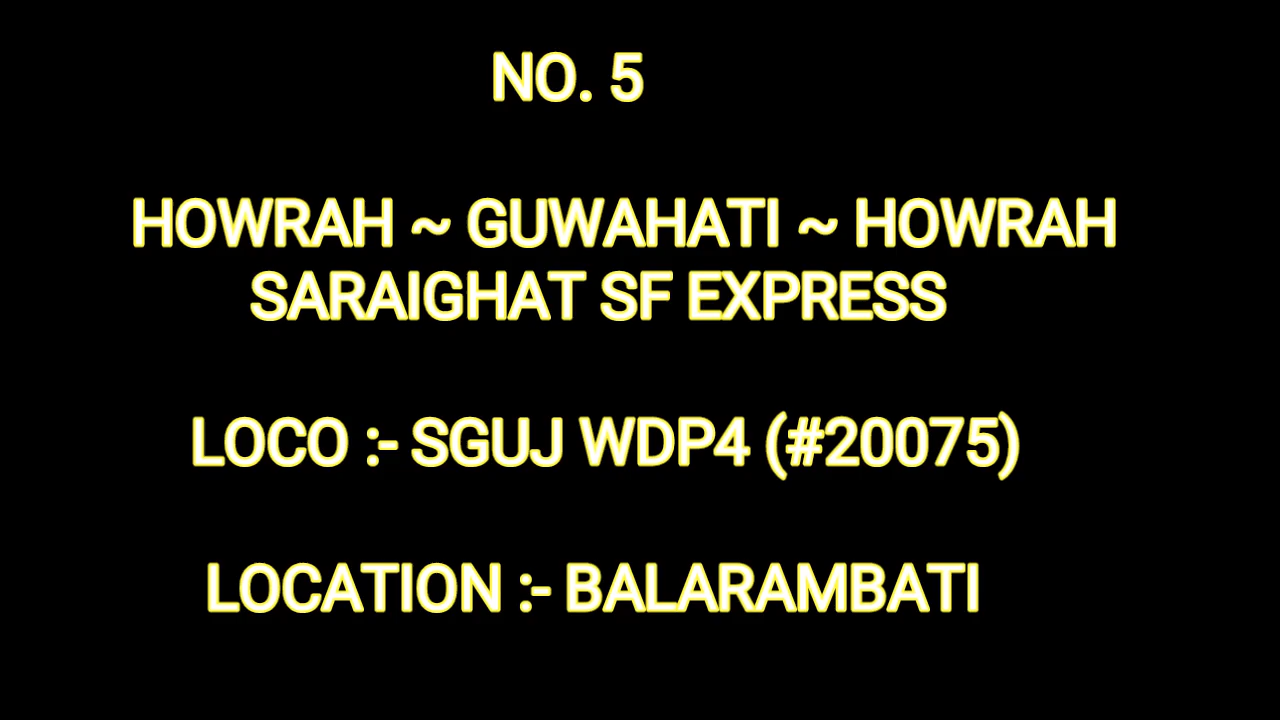 NO. 5
HOWRAH ~ GUWAHATI ~ HOWRAH
SARAIGHAT SF EXPRESS
LOCO :- SGUJ WDP4 (#20075)
LOCATION :- BALARAMBATI